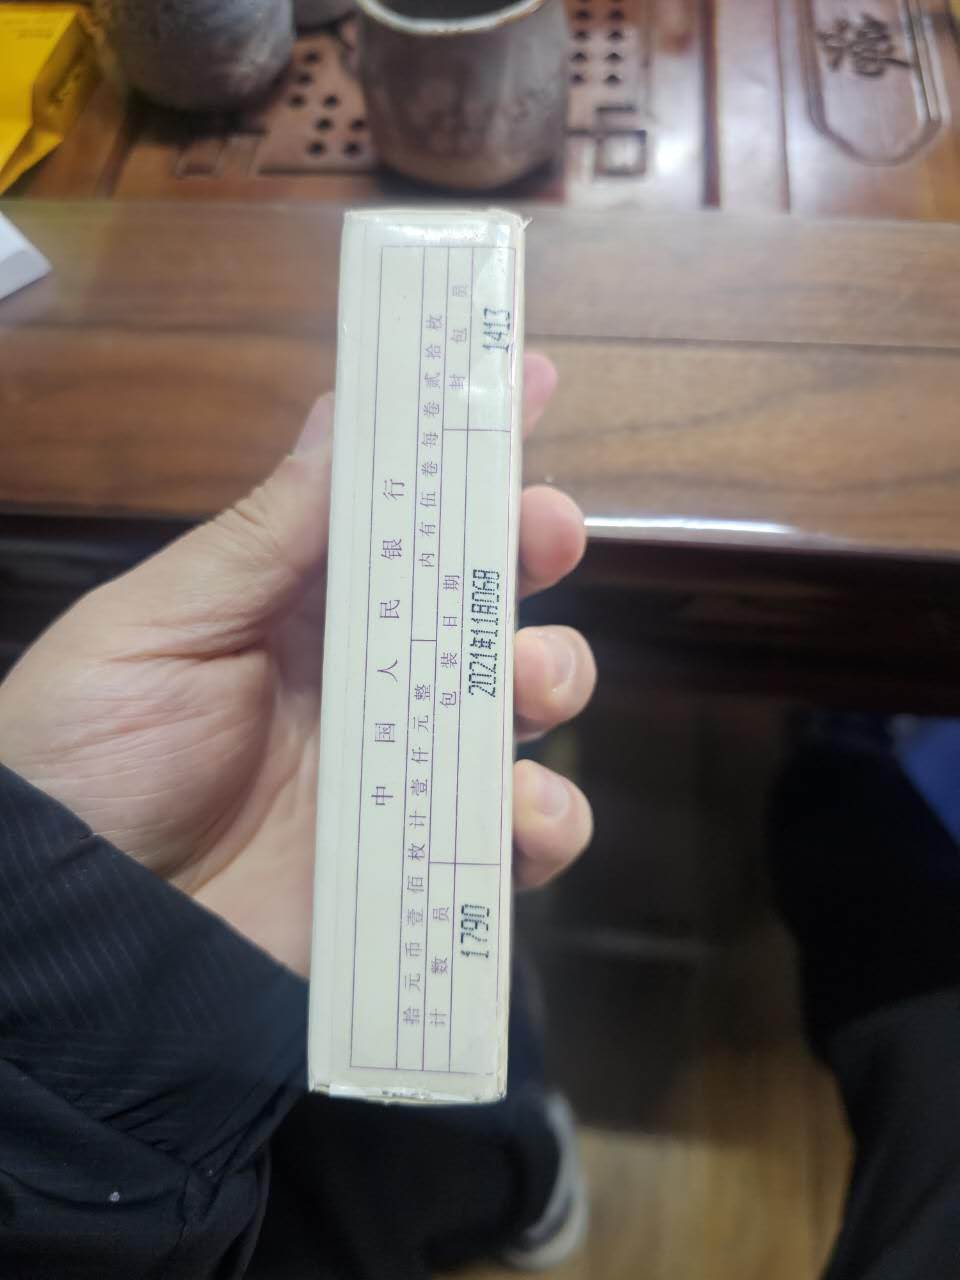 中国人民银行
拾元币壹佰枚计壹仟元整 内有伍卷每卷贰拾枚
计数员 包装日期 封包员
1790 2021年11月06日 1413